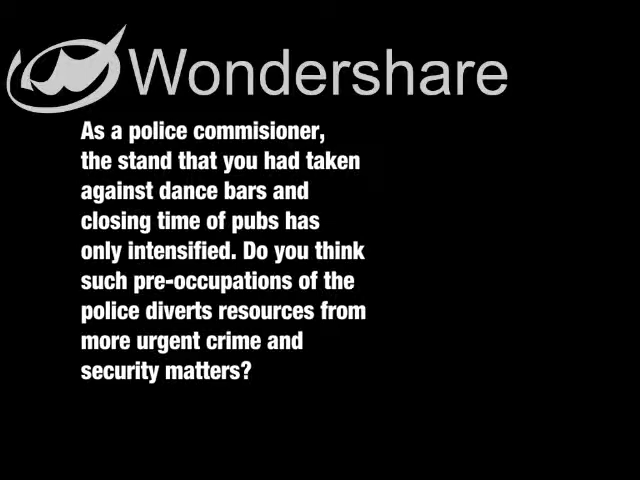 Wondershare
As a police commisioner,
the stand that you had taken
against dance bars and
closing time of pubs has
only intensified. Do you think
such pre-occupations of the
police diverts resources from
more urgent crime and
security matters?